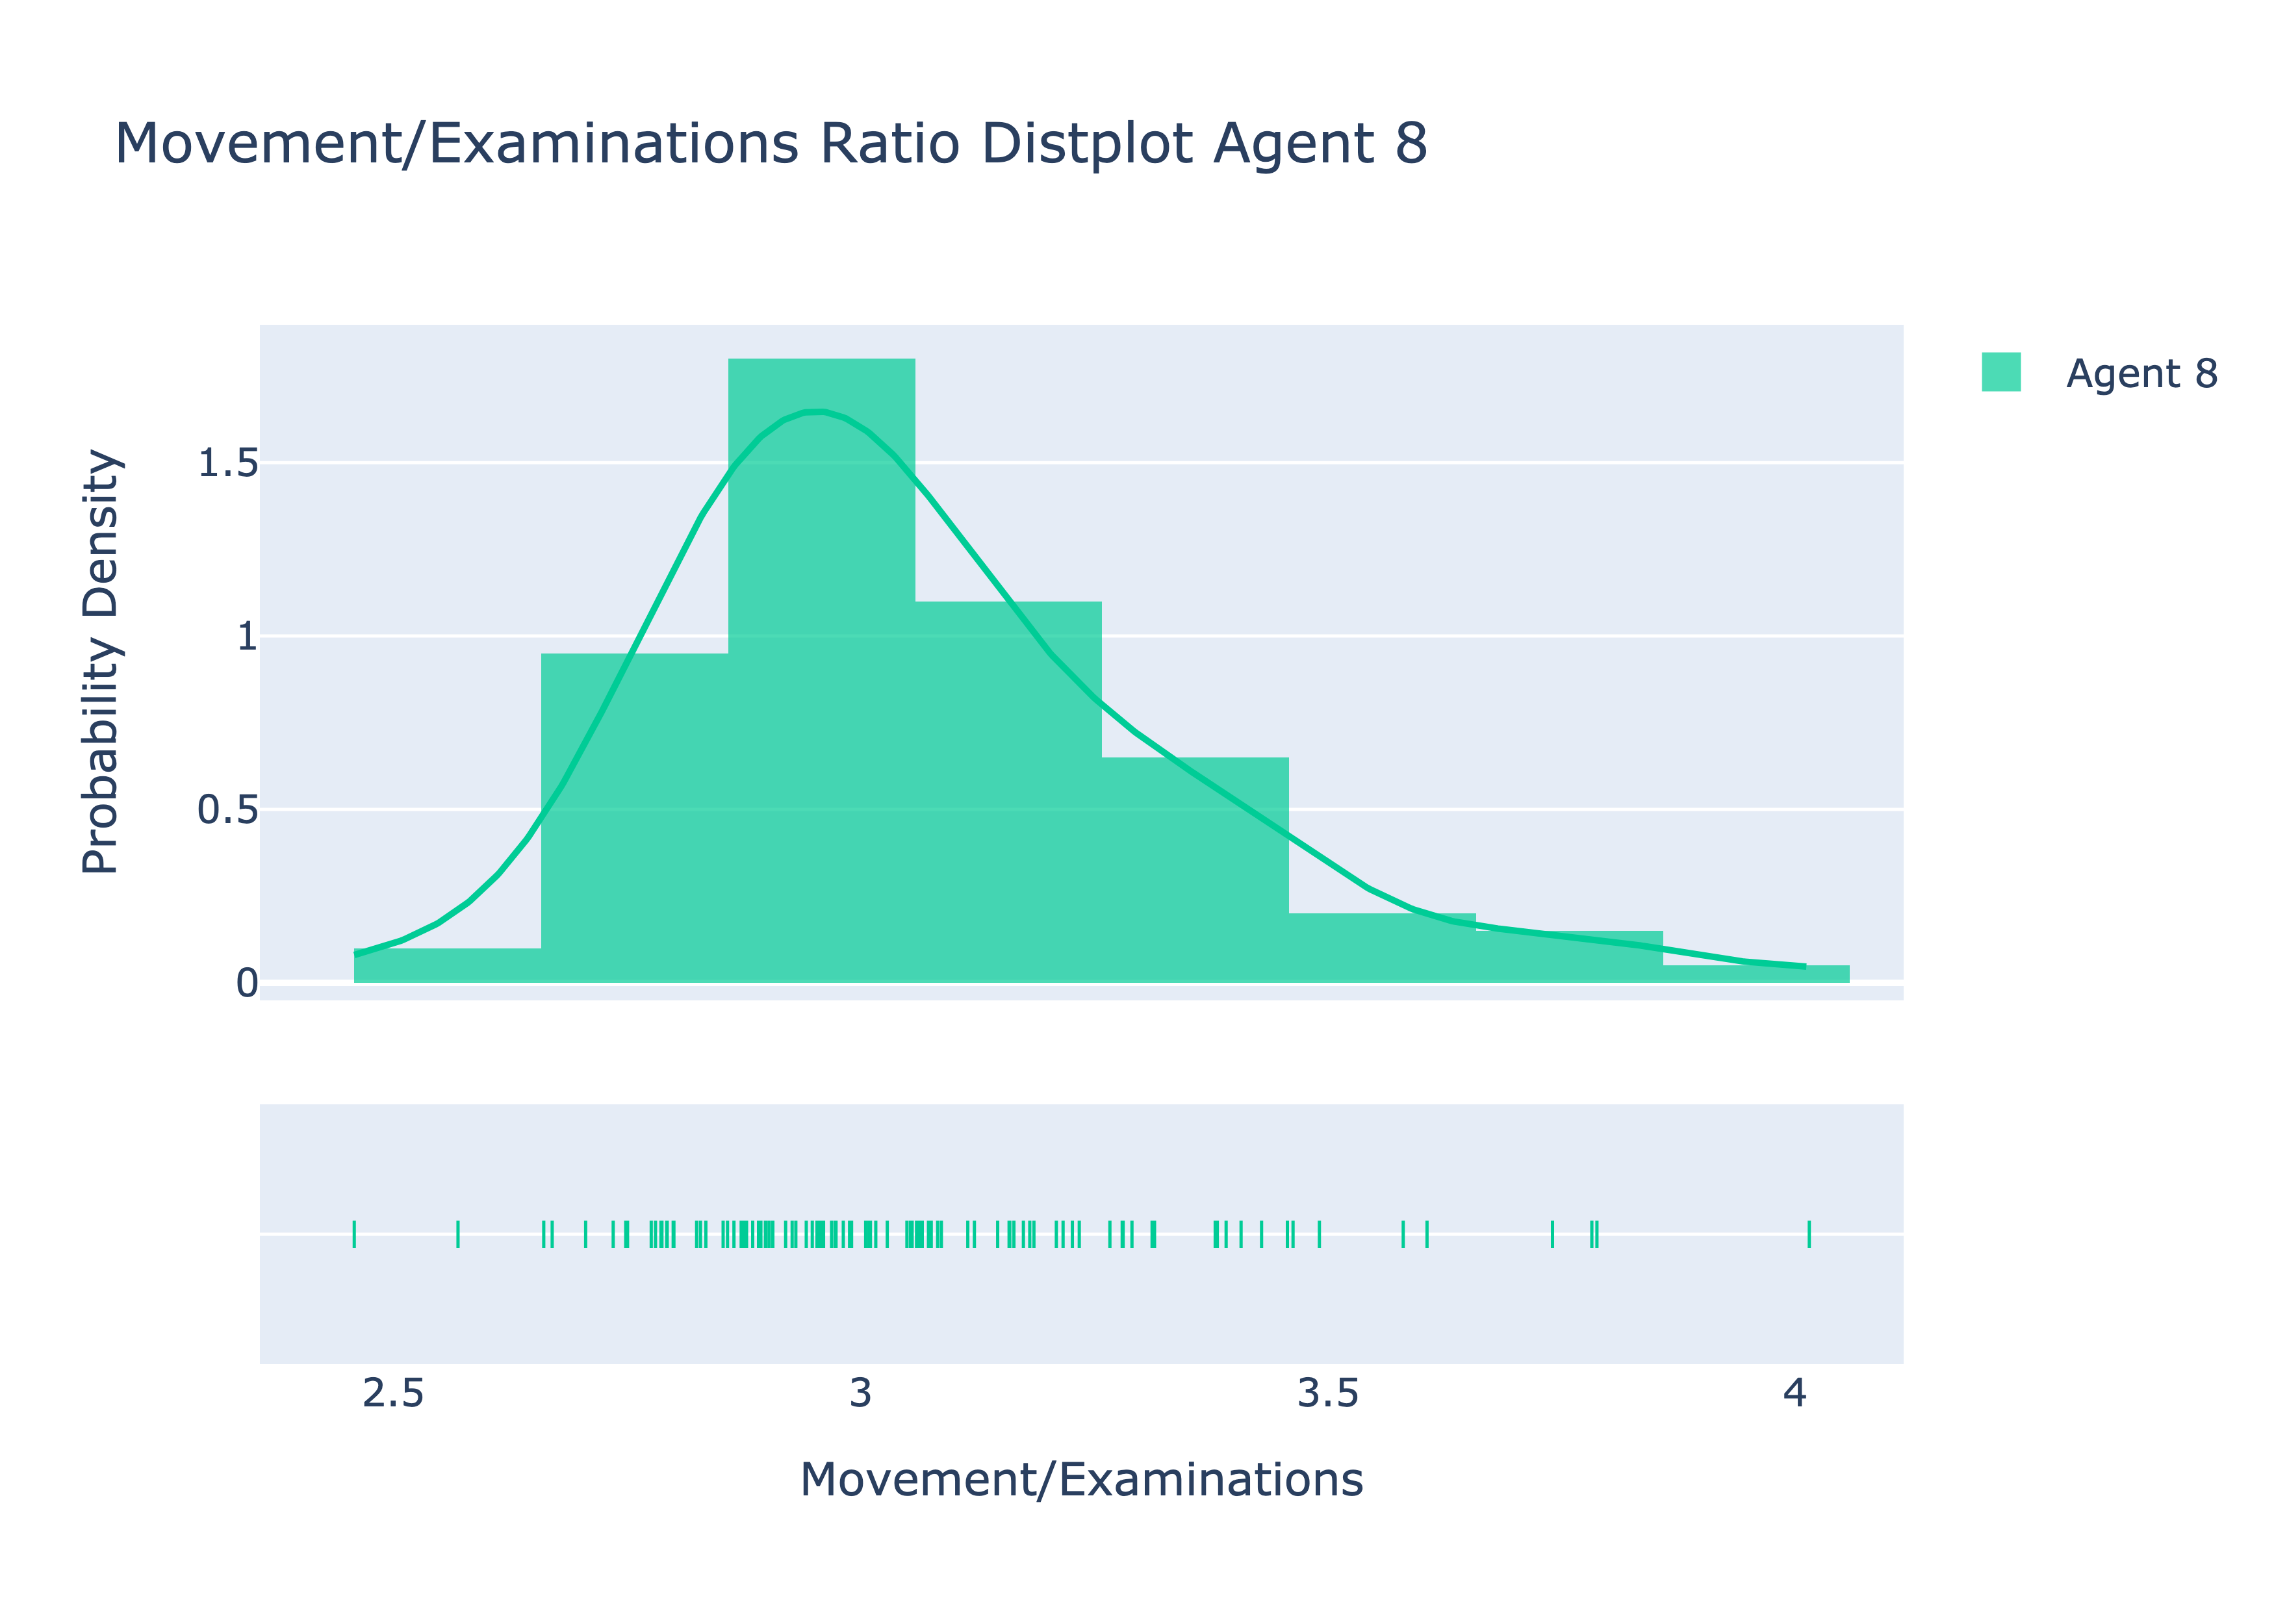 Movement/Examinations Ratio Distplot Agent 8
Agent 8
Probability Density
1.5
1
0.5
0
2.5
3
3.5
4
Movement/Examinations